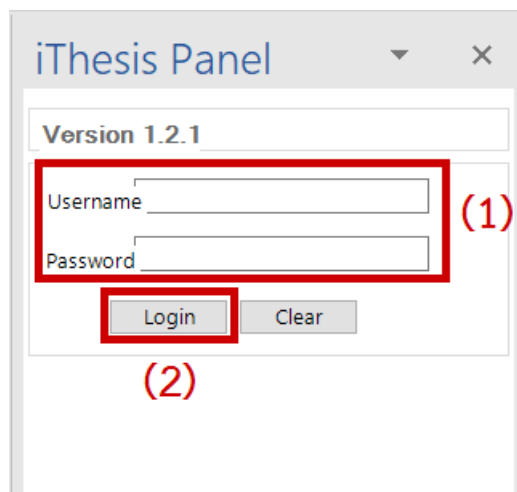 iThesis Panel
Version 1.2.1
Username
(1)
Password
Login Clear
(2)